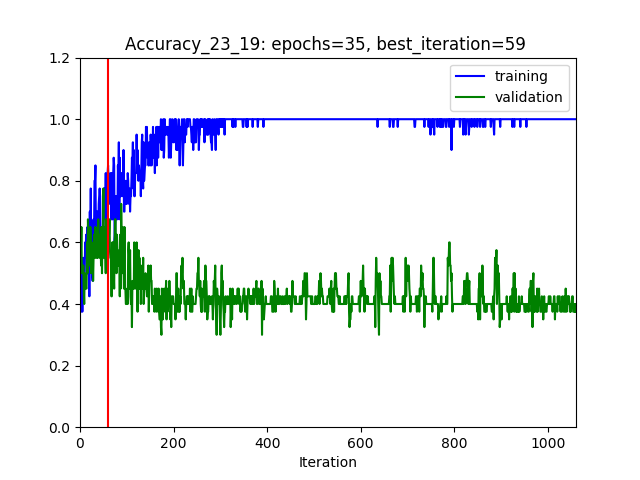 Accuracy_23_19: epochs=35, best_iteration=59
1.2
training
validation
1.0
0.8
0.6
0.4
0.2
0.0
0 200 400 600 800 1000
Iteration